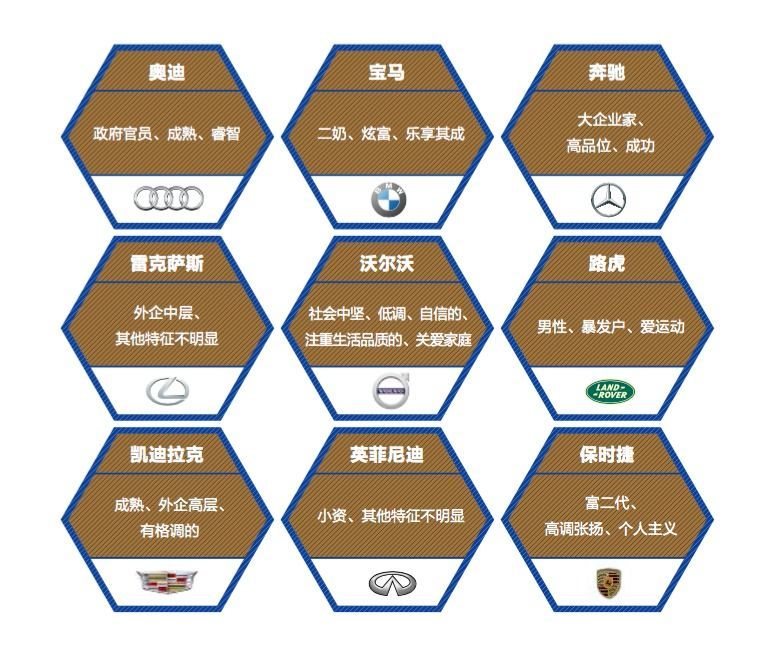 奥迪
政府官员、成熟、睿智
宝马
二奶、炫富、乐享其成
BMW
奔驰
大企业家、
高品位、成功
雷克萨斯
外企中层、
其他特征不明显
沃尔沃
社会中坚、低调、自信的、
注重生活品质的、关爱家庭
VOLVO
路虎
男性、暴发户、爱运动
LAND-
-ROVER
凯迪拉克
成熟、外企高层、
有格调的
英菲尼迪
小资、其他特征不明显
保时捷
富二代、
高调张扬、个人主义